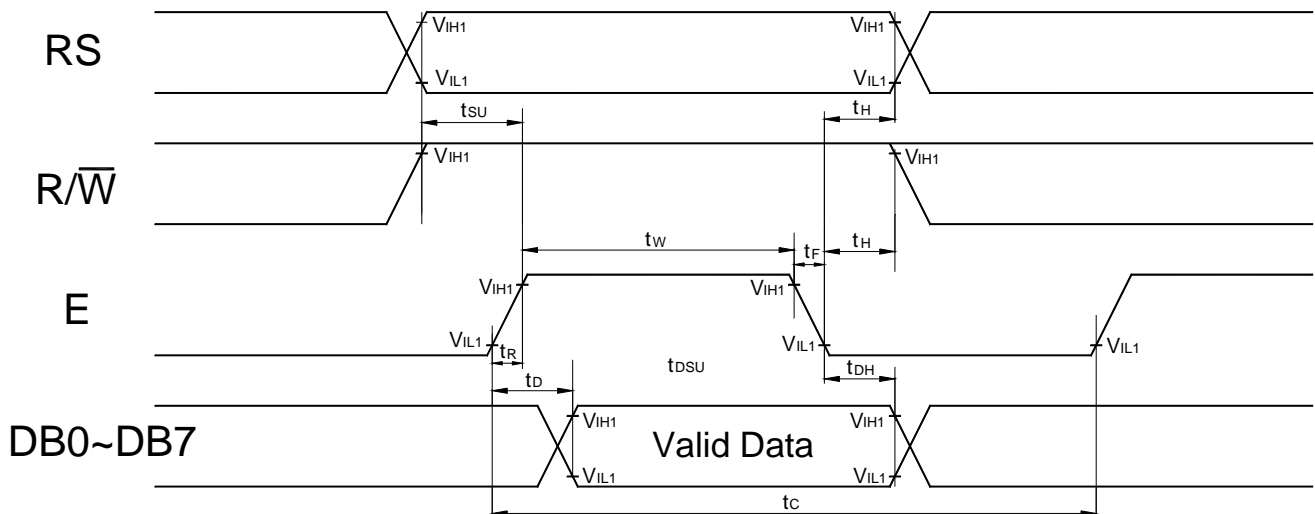 RS
VIH1
VIH1
VIL1
VIL1
tSU
tH
R/W̅
VIH1
VIH1
tW
tF
tH
E
VIH1
VIH1
VIL1
VIL1
VIL1
tR
tDSU
tD
tDH
DB0~DB7
VIH1
VIH1
Valid Data
VIL1
VIL1
tC